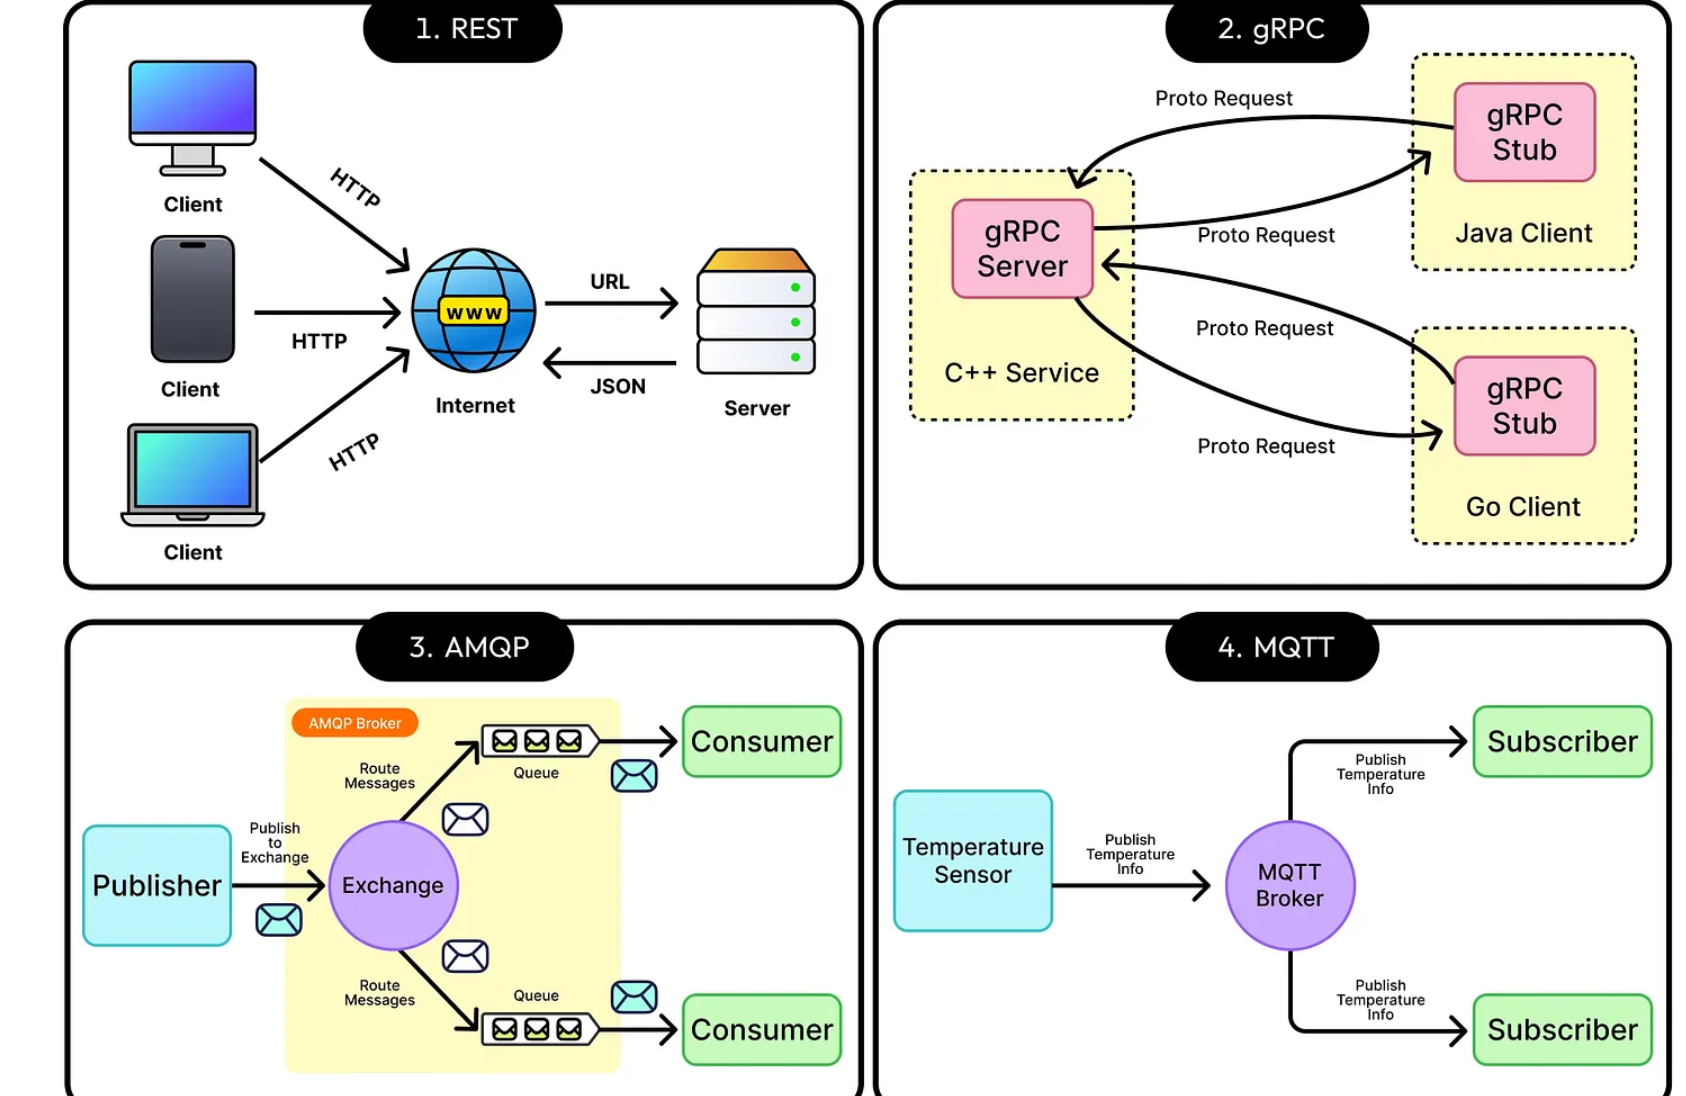 1. REST
Client
HTTP
Client
HTTP
Client
HTTP
www
Internet
URL
JSON
Server
2. gRPC
Proto Request
gRPC
Stub
Java Client
Proto Request
gRPC
Server
C++ Service
Proto Request
gRPC
Stub
Go Client
Proto Request
3. AMQP
AMQP Broker
Publisher
Publish
to
Exchange
Exchange
Route
Messages
Queue
Consumer
Route
Messages
Queue
Consumer
4. MQTT
Temperature
Sensor
Publish
Temperature
Info
MQTT
Broker
Publish
Temperature
Info
Subscriber
Publish
Temperature
Info
Subscriber